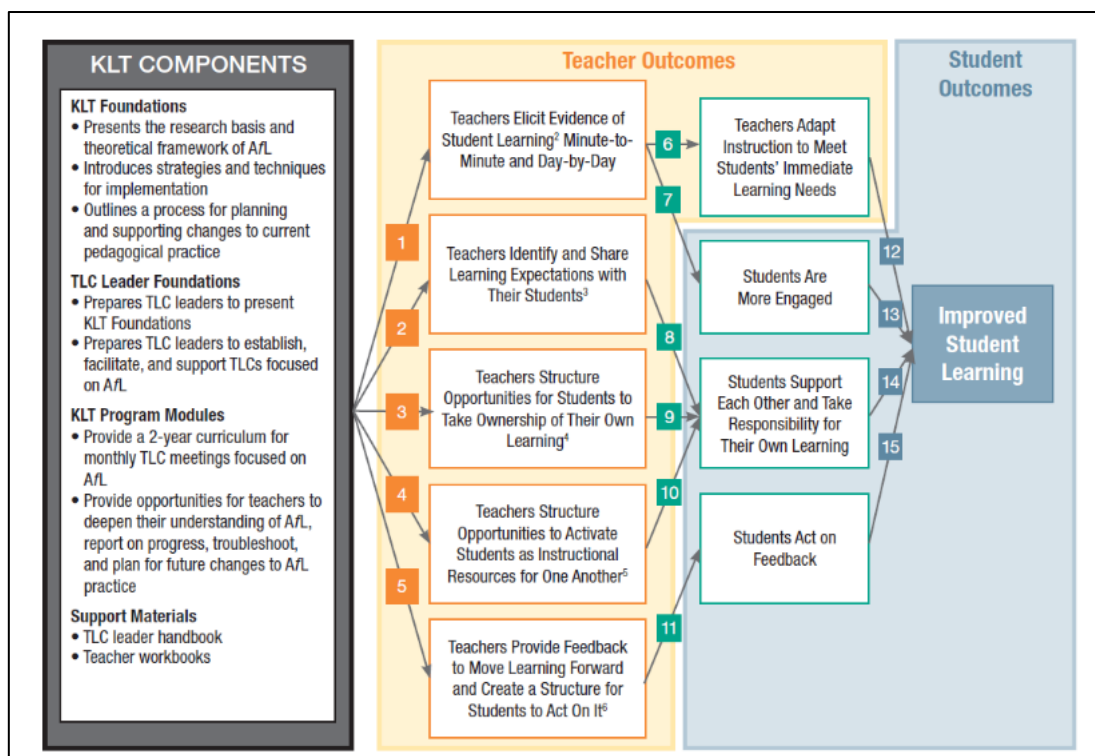 KLT COMPONENTS
KLT Foundations
• Presents the research basis and
theoretical framework of AfL
• Introduces strategies and techniques
for implementation
• Outlines a process for planning
and supporting changes to current
pedagogical practice
TLC Leader Foundations
• Prepares TLC leaders to present
KLT Foundations
• Prepares TLC leaders to establish,
facilitate, and support TLCs focused
on AfL
KLT Program Modules
• Provide a 2-year curriculum for
monthly TLC meetings focused on
AfL
• Provide opportunities for teachers to
deepen their understanding of AfL,
report on progress, troubleshoot,
and plan for future changes to AfL
practice
Support Materials
• TLC leader handbook
• Teacher workbooks
1
2
3
4
5
Teacher Outcomes
Teachers Elicit Evidence of
Student Learning² Minute-to-
Minute and Day-by-Day
Teachers Identify and Share
Learning Expectations with
Their Students³
Teachers Structure
Opportunities for Students to
Take Ownership of Their Own
Learning⁴
Teachers Structure
Opportunities to Activate
Students as Instructional
Resources for One Another⁵
Teachers Provide Feedback
to Move Learning Forward
and Create a Structure for
Students to Act On It⁶
6
7
8
9
10
11
Teachers Adapt
Instruction to Meet
Students' Immediate
Learning Needs
Student
Outcomes
Students Are
More Engaged
Students Support
Each Other and Take
Responsibility for
Their Own Learning
Students Act on
Feedback
12
13
14
15
Improved
Student
Learning